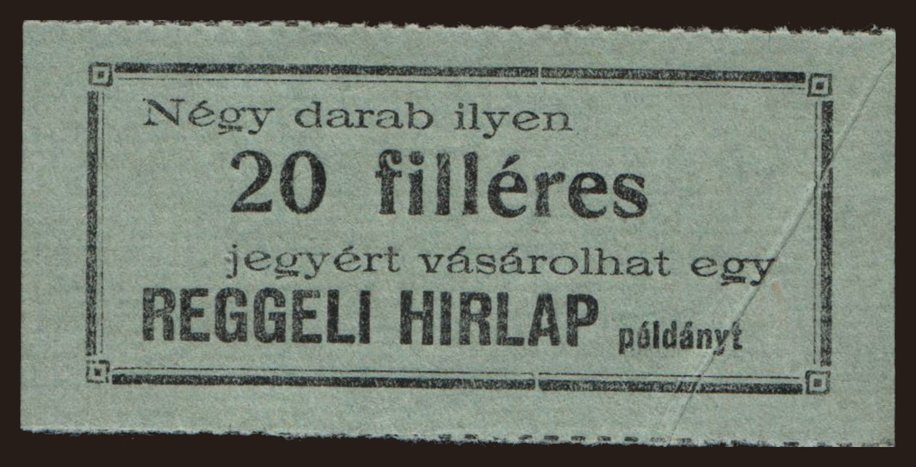 Négy darab ilyen
20 filléres
jegyért vásárolhat egy
REGGELI HIRLAP példányt